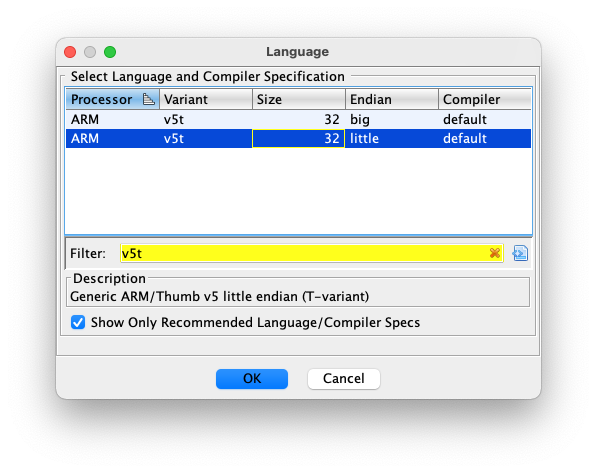 Language
Select Language and Compiler Specification
Processor Variant Size Endian Compiler
ARM v5t 32 big default
ARM v5t 32 little default
Filter: v5t
Description
Generic ARM/Thumb v5 little endian (T-variant)
Show Only Recommended Language/Compiler Specs
OK Cancel